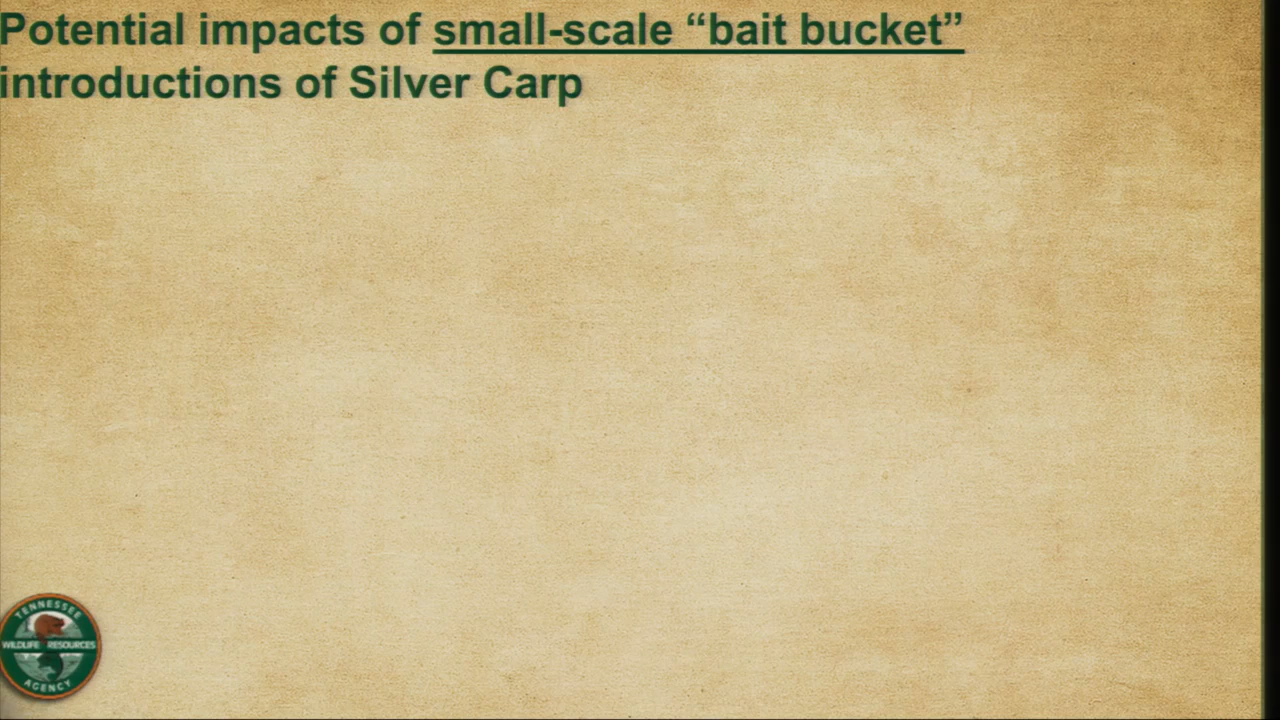 Potential impacts of small-scale “bait bucket”
introductions of Silver Carp
TENNESSEE
WILDLIFE RESOURCES
AGENCY